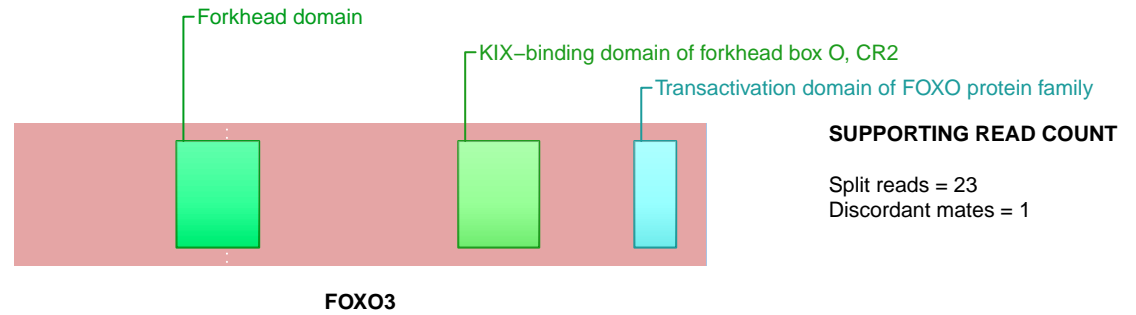 Forkhead domain
KIX−binding domain of forkhead box O, CR2
Transactivation domain of FOXO protein family
SUPPORTING READ COUNT
Split reads = 23
Discordant mates = 1
FOXO3